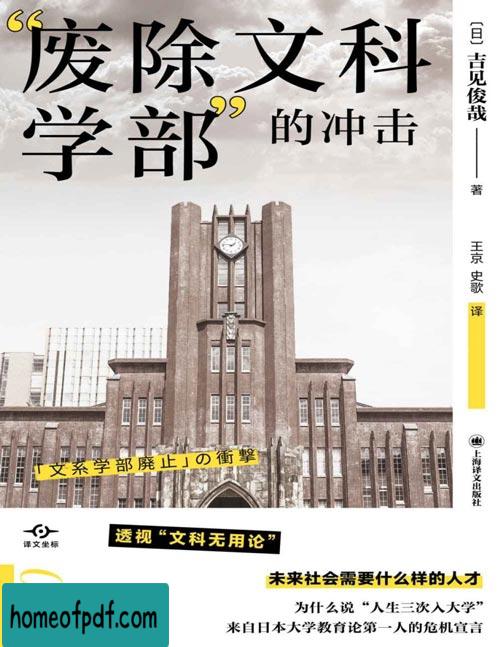 “废除文科
学部”的冲击
〔日〕吉见俊哉——著
王京 史歌 译
「文系学部廃止」の衝撃
上海译文出版社
译文坐标
透视“文科无用论”
未来社会需要什么样的人才
为什么说“人生三次入大学”
来自日本大学教育论第一人的危机宣言
homeofpdf.com